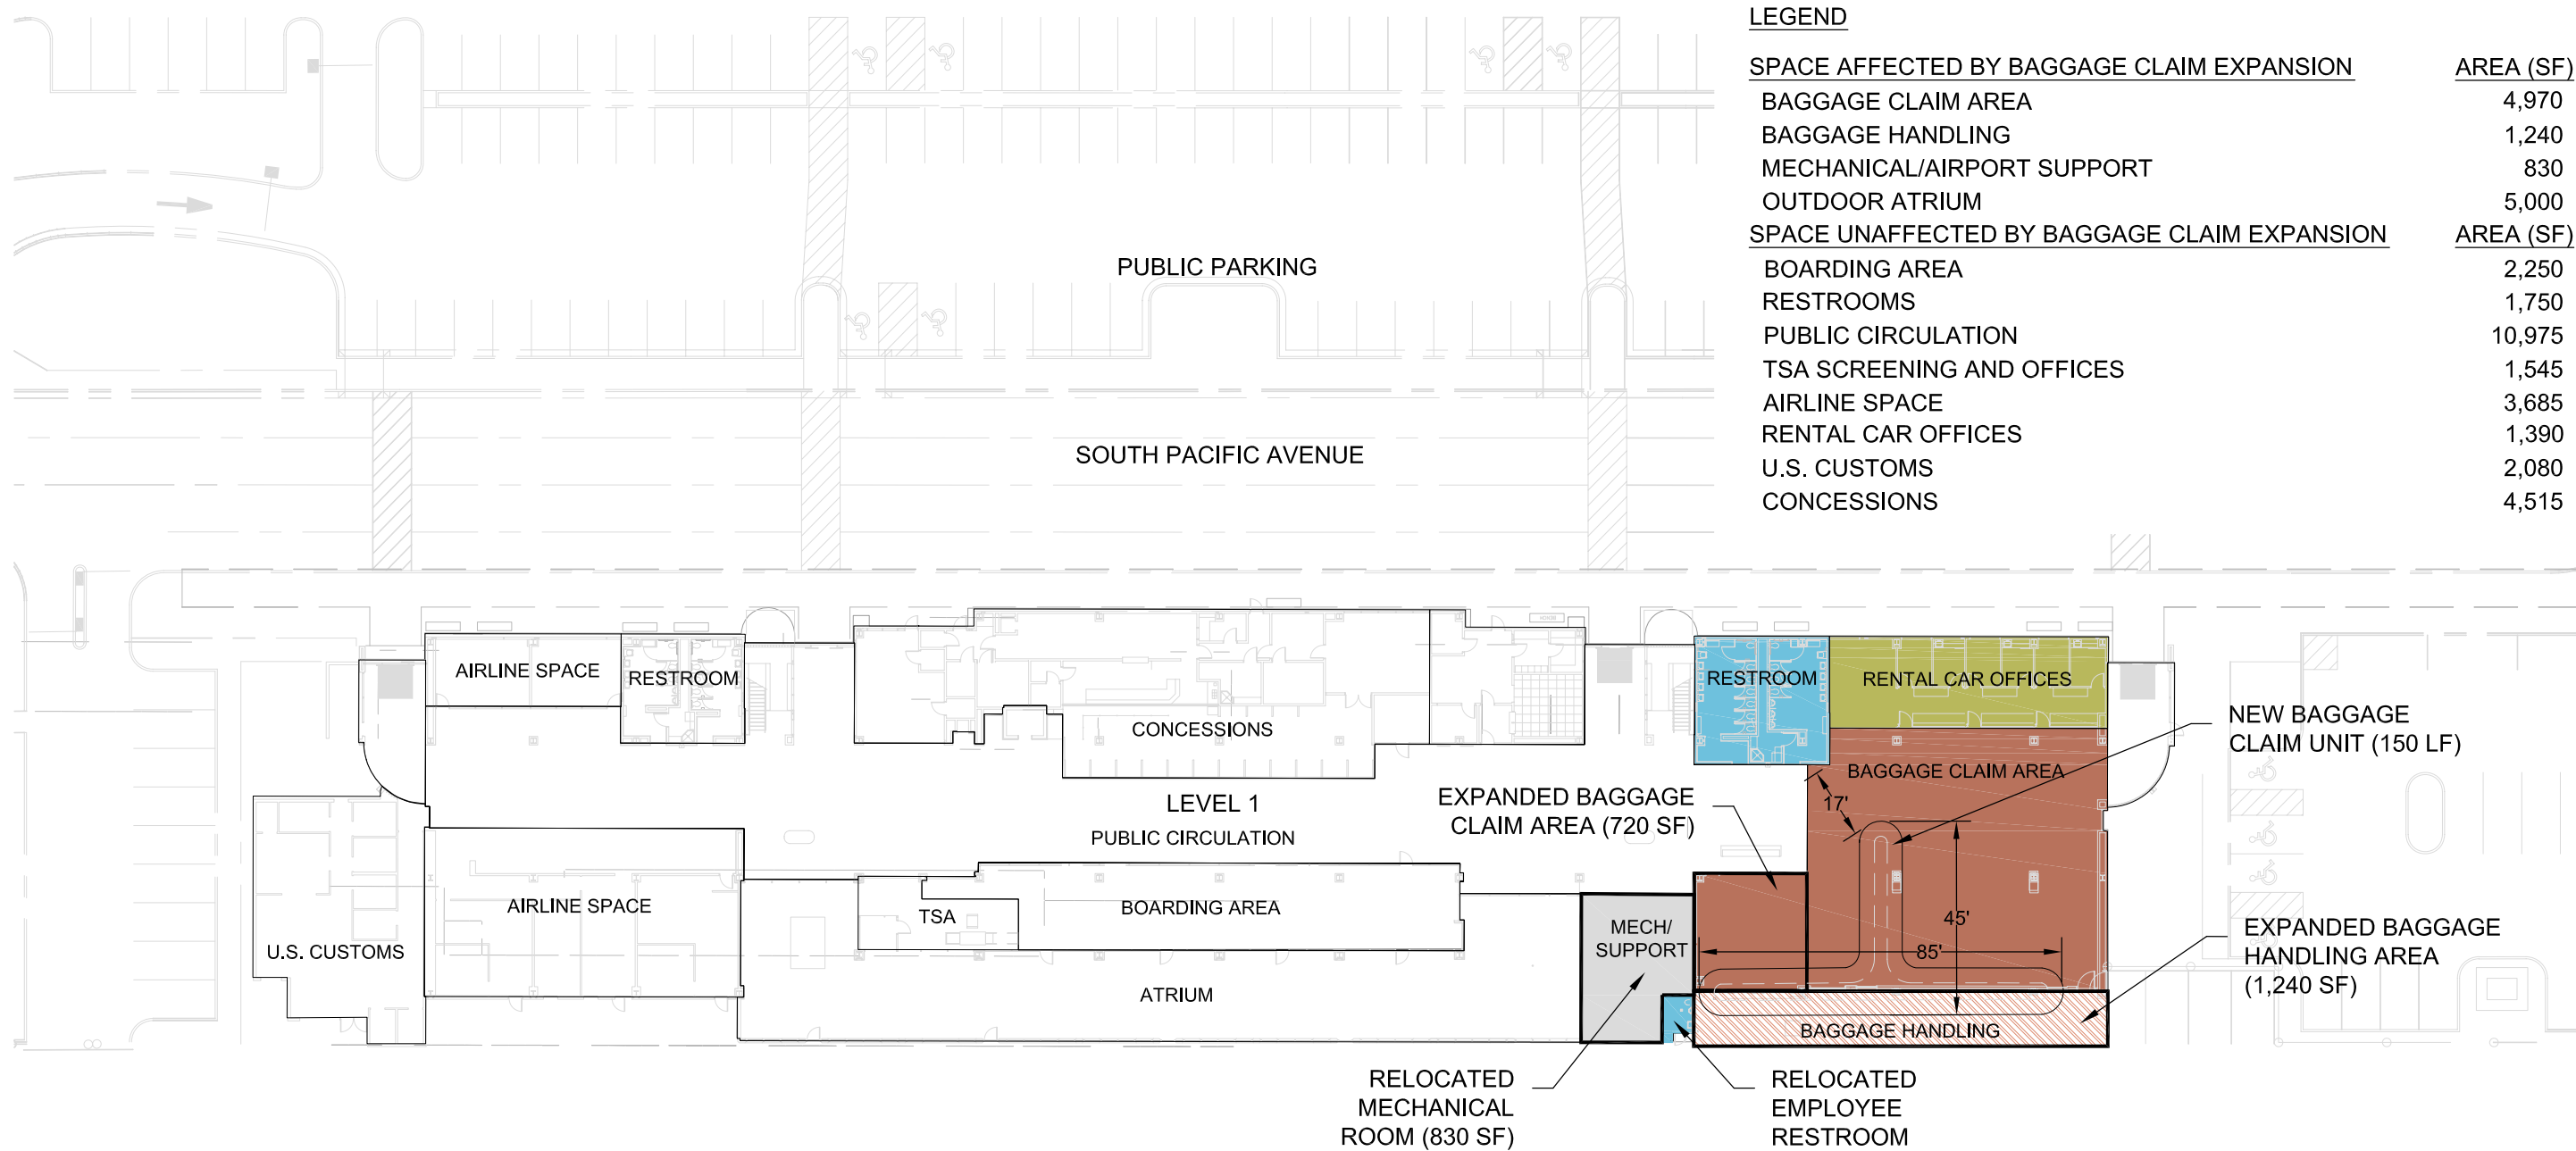 LEGEND
SPACE AFFECTED BY BAGGAGE CLAIM EXPANSION AREA (SF)
BAGGAGE CLAIM AREA 4,970
BAGGAGE HANDLING 1,240
MECHANICAL/AIRPORT SUPPORT 830
OUTDOOR ATRIUM 5,000
SPACE UNAFFECTED BY BAGGAGE CLAIM EXPANSION AREA (SF)
BOARDING AREA 2,250
RESTROOMS 1,750
PUBLIC CIRCULATION 10,975
TSA SCREENING AND OFFICES 1,545
AIRLINE SPACE 3,685
RENTAL CAR OFFICES 1,390
U.S. CUSTOMS 2,080
CONCESSIONS 4,515
PUBLIC PARKING
SOUTH PACIFIC AVENUE
AIRLINE SPACE
RESTROOM
CONCESSIONS
RESTROOM
RENTAL CAR OFFICES
NEW BAGGAGE
CLAIM UNIT (150 LF)
BAGGAGE CLAIM AREA
17'
EXPANDED BAGGAGE
CLAIM AREA (720 SF)
LEVEL 1
PUBLIC CIRCULATION
AIRLINE SPACE
TSA
BOARDING AREA
U.S. CUSTOMS
ATRIUM
MECH/
SUPPORT
45'
85'
EXPANDED BAGGAGE
HANDLING AREA
(1,240 SF)
BAGGAGE HANDLING
RELOCATED
MECHANICAL
ROOM (830 SF)
RELOCATED
EMPLOYEE
RESTROOM